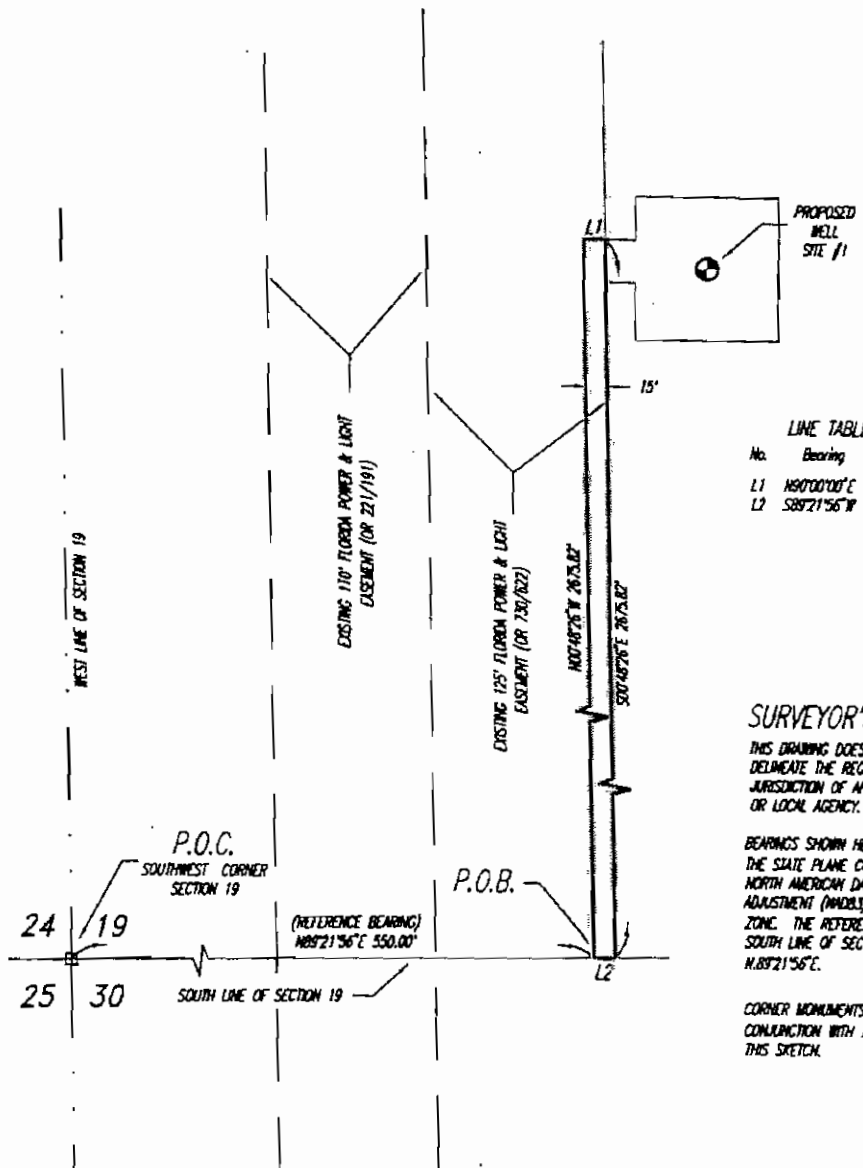 L1
PROPOSED
WELL
SITE #1
15'
LINE TABLE
No. Bearing
L1 N90°00'00"E
L2 S89°21'56"W
EXISTING 170' FLORIDA POWER & LIGHT
EASEMENT (OR 221/191)
EXISTING 125' FLORIDA POWER & LIGHT
EASEMENT (OR 730/622)
WEST LINE OF SECTION 19
N00°48'26"W 2675.82'
S00°48'26"E 2675.82'
SURVEYOR'
THIS DRAWING DOES
DELINEATE THE REG
JURISDICTION OF A
OR LOCAL AGENCY.
BEARINGS SHOWN HE
THE STATE PLANE C
NORTH AMERICAN DA
ADJUSTMENT (NAD83
ZONE. THE REFERE
SOUTH LINE OF SEC
N.89°21'56"E.
CORNER MONUMENTS
CONJUNCTION WITH
THIS SKETCH.
P.O.C.
SOUTHWEST CORNER
SECTION 19
P.O.B.
24 19
(REFERENCE BEARING)
N89°21'56"E 550.00'
L2
25 30
SOUTH LINE OF SECTION 19